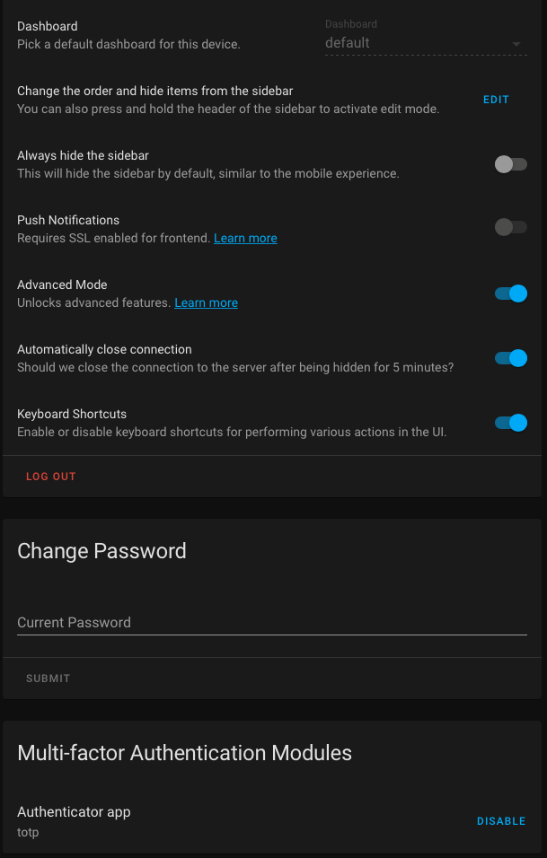 Dashboard
Pick a default dashboard for this device.
Dashboard
default
Change the order and hide items from the sidebar
You can also press and hold the header of the sidebar to activate edit mode.
EDIT
Always hide the sidebar
This will hide the sidebar by default, similar to the mobile experience.
Push Notifications
Requires SSL enabled for frontend. Learn more
Advanced Mode
Unlocks advanced features. Learn more
Automatically close connection
Should we close the connection to the server after being hidden for 5 minutes?
Keyboard Shortcuts
Enable or disable keyboard shortcuts for performing various actions in the UI.
LOG OUT
Change Password
Current Password
SUBMIT
Multi-factor Authentication Modules
Authenticator app
totp
DISABLE